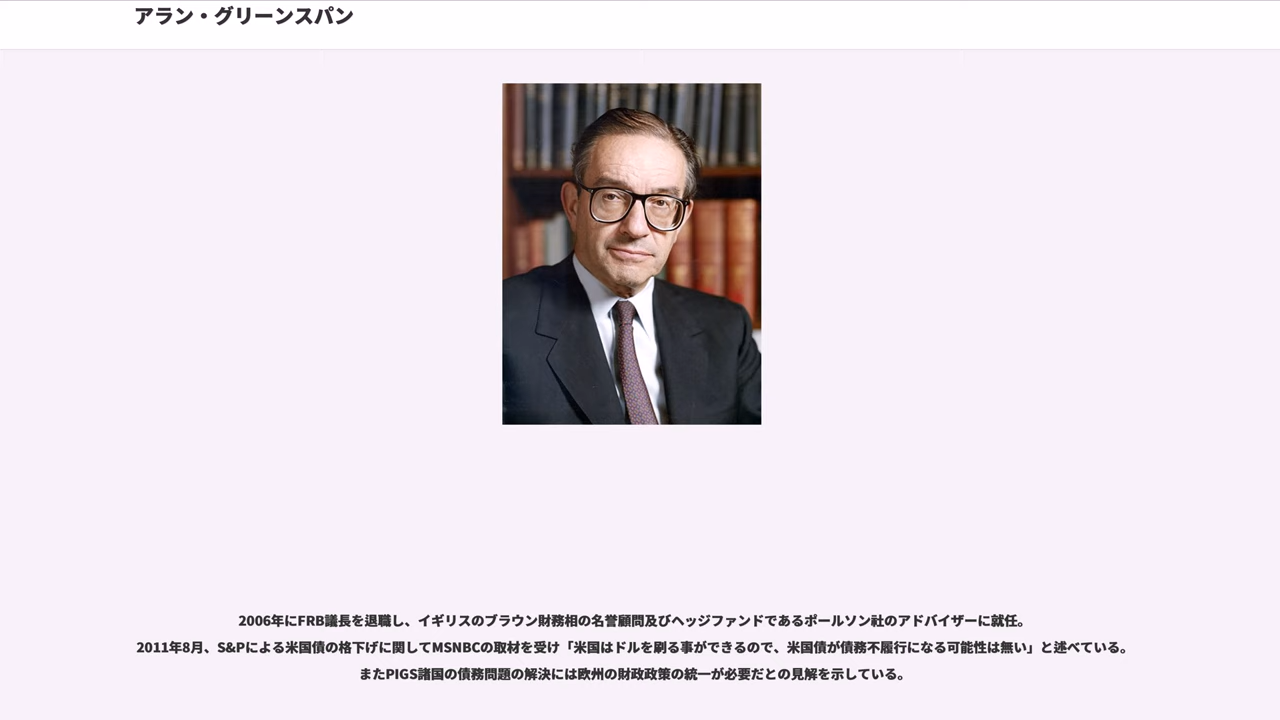 アラン・グリーンスパン
2006年にFRB議長を退職し、イギリスのブラウン財務相の名誉顧問及びヘッジファンドであるポールソン社のアドバイザーに就任。
2011年8月、S&Pによる米国債の格下げに関してMSNBCの取材を受け「米国はドルを刷る事ができるので、米国債が債務不履行になる可能性は無い」と述べている。
またPIGS諸国の債務問題の解決には欧州の財政政策の統一が必要だとの見解を示している。